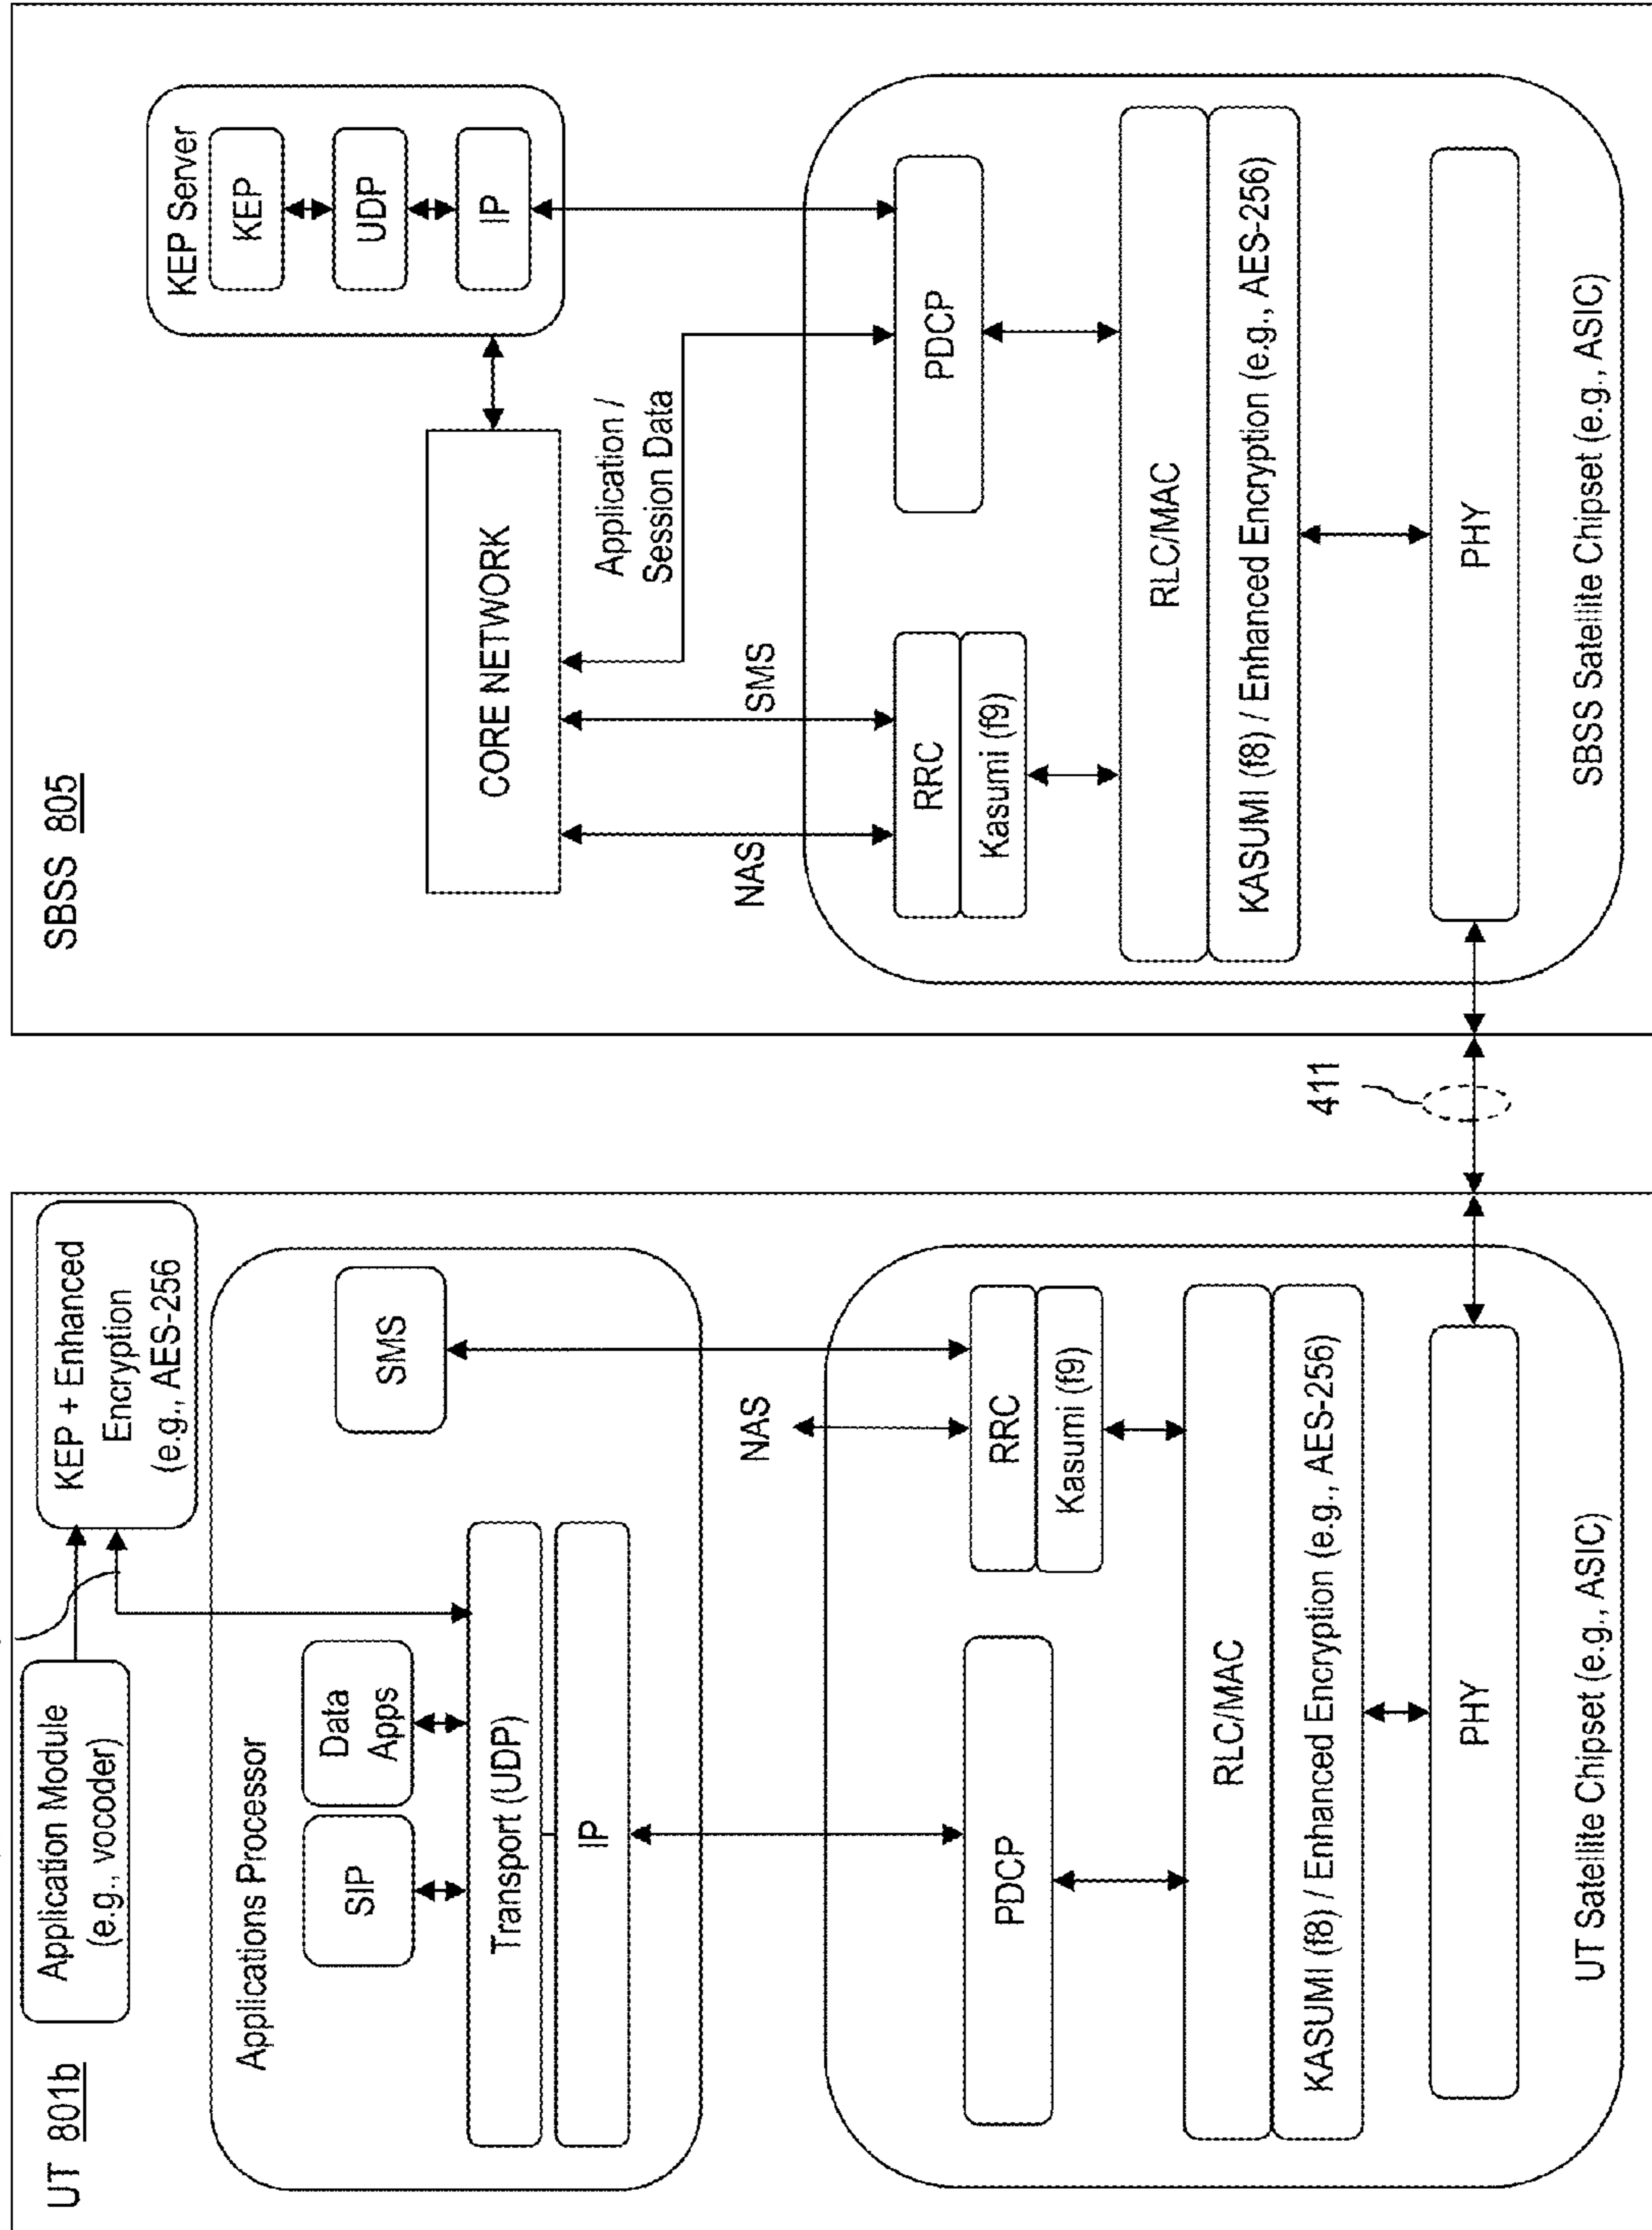 UT 801b
Application Module
(e.g., vocoder)
KEP + Enhanced
Encryption
(e.g., AES-256
Applications Processor
SIP
Data
Apps
SMS
Transport (UDP)
IP
NAS
PDCP
RRC
Kasumi (f9)
RLC/MAC
KASUMI (f8) / Enhanced Encryption (e.g., AES-256)
PHY
UT Satellite Chipset (e.g., ASIC)
411
SBSS 805
KEP Server
KEP
UDP
IP
CORE NETWORK
Application /
Session Data
NAS
SMS
RRC
Kasumi (f9)
PDCP
RLC/MAC
KASUMI (f8) / Enhanced Encryption (e.g., AES-256)
PHY
SBSS Satellite Chipset (e.g., ASIC)